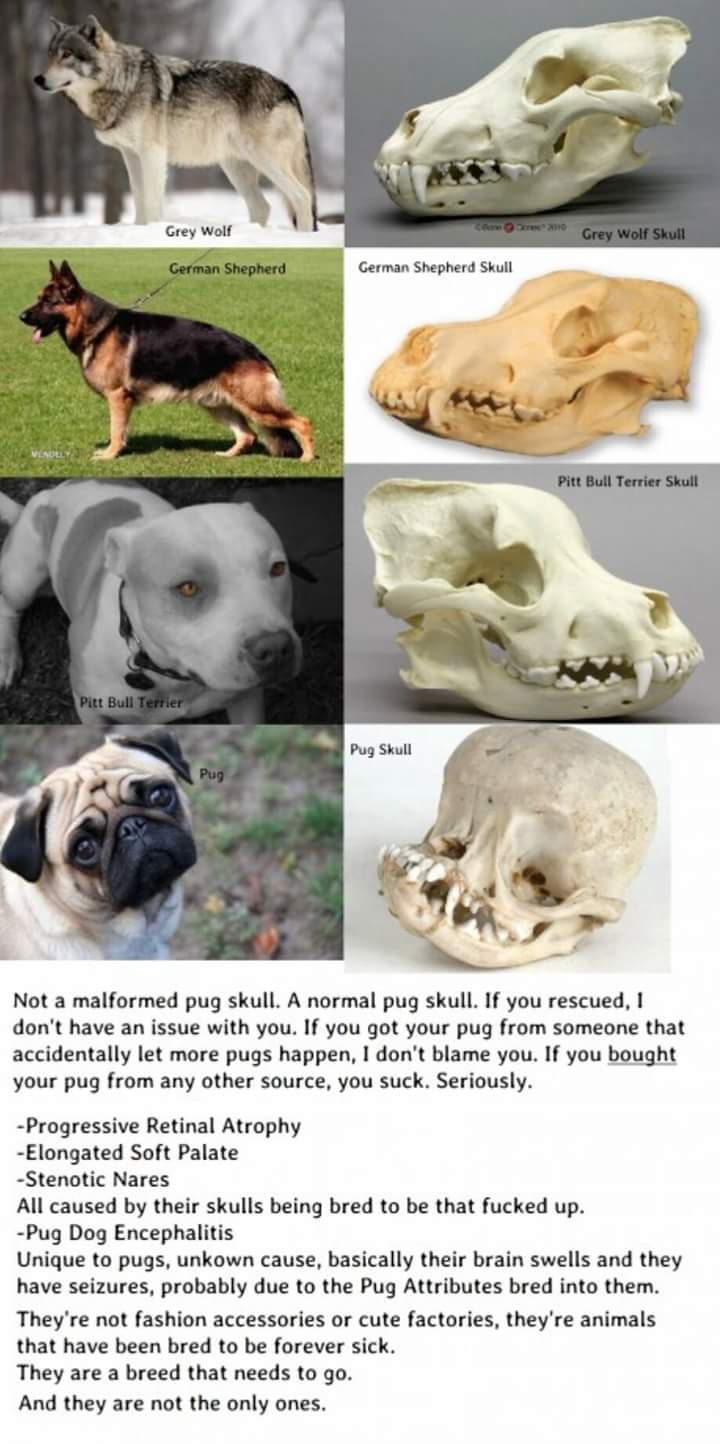 Grey Wolf
©Bone Clones® 2010
Grey Wolf Skull
German Shepherd
German Shepherd Skull
Pitt Bull Terrier Skull
Pitt Bull Terrier
Pug
Pug Skull
Not a malformed pug skull. A normal pug skull. If you rescued, I
don't have an issue with you. If you got your pug from someone that
accidentally let more pugs happen, I don't blame you. If you bought
your pug from any other source, you suck. Seriously.
-Progressive Retinal Atrophy
-Elongated Soft Palate
-Stenotic Nares
All caused by their skulls being bred to be that fucked up.
-Pug Dog Encephalitis
Unique to pugs, unkown cause, basically their brain swells and they
have seizures, probably due to the Pug Attributes bred into them.
They're not fashion accessories or cute factories, they're animals
that have been bred to be forever sick.
They are a breed that needs to go.
And they are not the only ones.